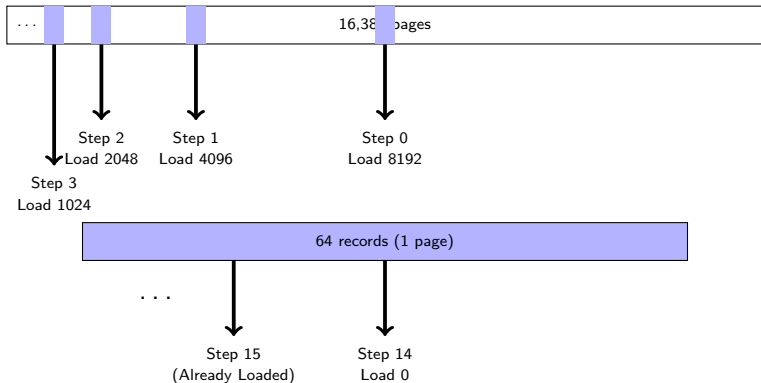 ... 16,38 pages
Step 2 Step 1 Step 0
Load 2048 Load 4096 Load 8192
Step 3
Load 1024
64 records (1 page)
. . .
Step 15 Step 14
(Already Loaded) Load 0